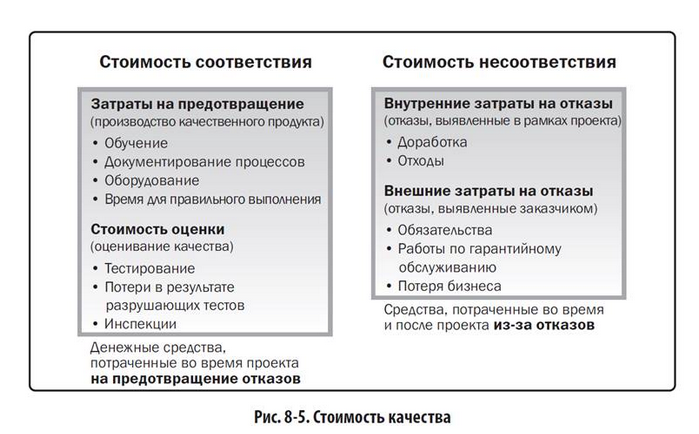 Стоимость соответствия
Затраты на предотвращение
(производство качественного продукта)
• Обучение
• Документирование процессов
• Оборудование
• Время для правильного выполнения
Стоимость оценки
(оценивание качества)
• Тестирование
• Потери в результате
разрушающих тестов
• Инспекции
Денежные средства,
потраченные во время проекта
на предотвращение отказов
Стоимость несоответствия
Внутренние затраты на отказы
(отказы, выявленные в рамках проекта)
• Доработка
• Отходы
Внешние затраты на отказы
(отказы, выявленные заказчиком)
• Обязательства
• Работы по гарантийному
обслуживанию
• Потеря бизнеса
Средства, потраченные во время
и после проекта из-за отказов
Рис. 8-5. Стоимость качества